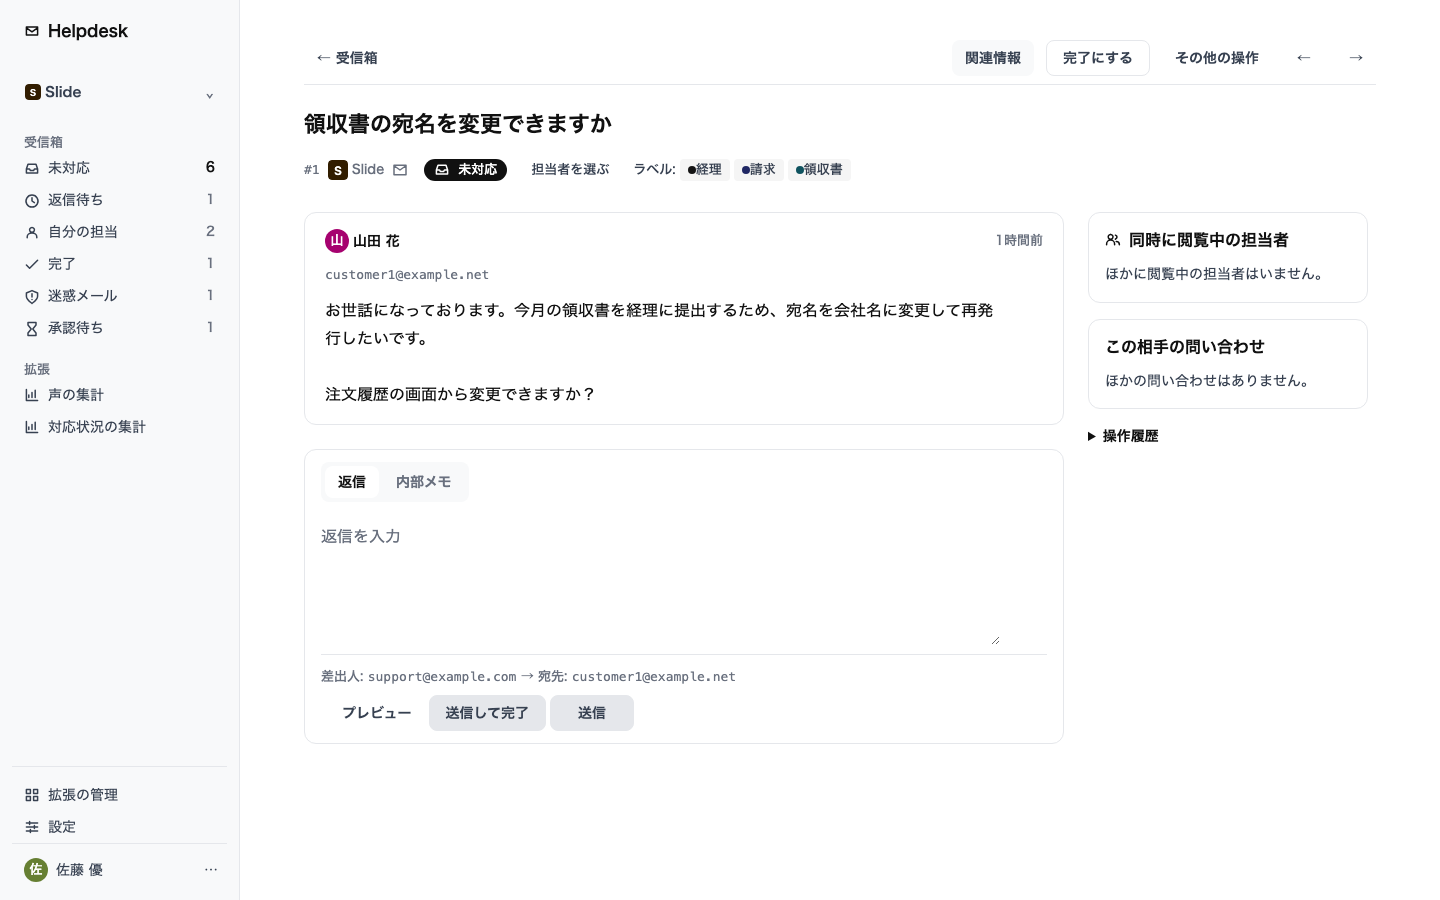 Helpdesk
S Slide
受信箱
未対応 6
返信待ち 1
自分の担当 2
完了 1
迷惑メール 1
承認待ち 1
拡張
声の集計
対応状況の集計
拡張の管理
設定
佐 佐藤 優 …
← 受信箱
関連情報 完了にする その他の操作 ← →
領収書の宛名を変更できますか
#1 S Slide 未対応 担当者を選ぶ ラベル: ●経理 ●請求 ●領収書
山 山田 花 1時間前
customer1@example.net
お世話になっております。今月の領収書を経理に提出するため、宛名を会社名に変更して再発
行したいです。
注文履歴の画面から変更できますか？
返信 内部メモ
返信を入力
差出人: support@example.com → 宛先: customer1@example.net
プレビュー 送信して完了 送信
同時に閲覧中の担当者
ほかに閲覧中の担当者はいません。
この相手の問い合わせ
ほかの問い合わせはありません。
▶ 操作履歴